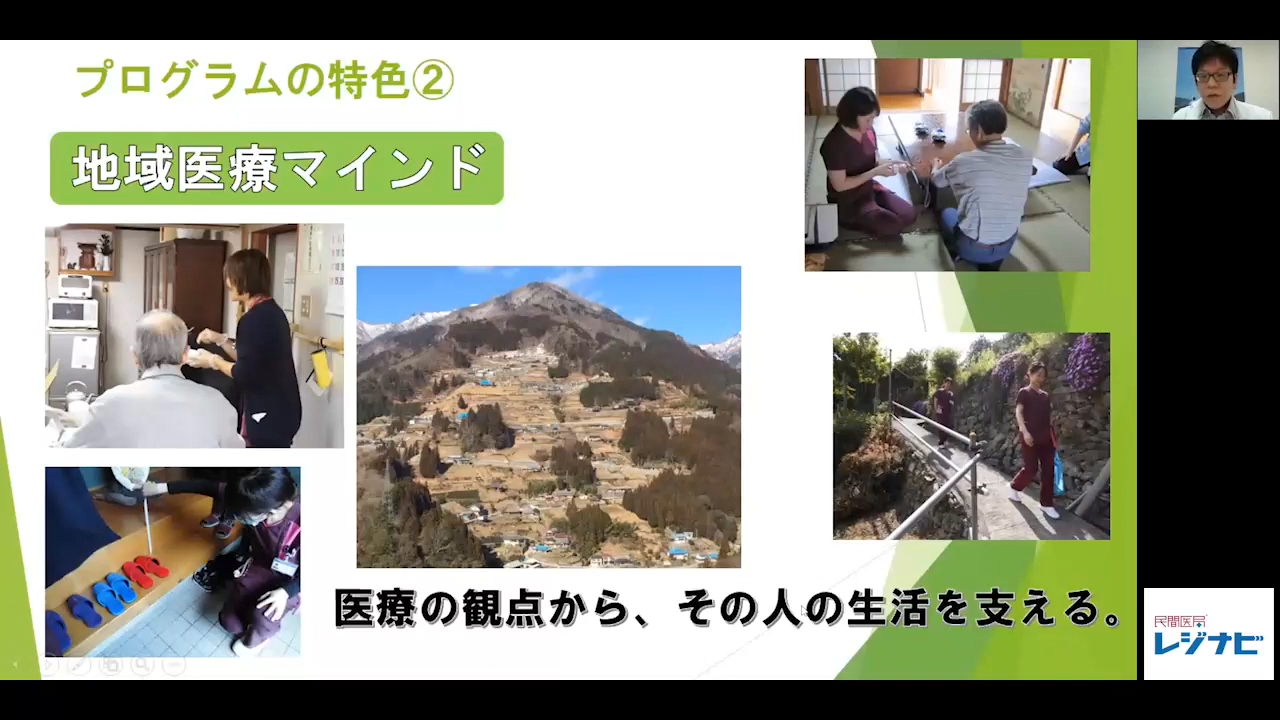 プログラムの特色②
地域医療マインド
医療の観点から、その人の生活を支える。
民間医局
レジナビ